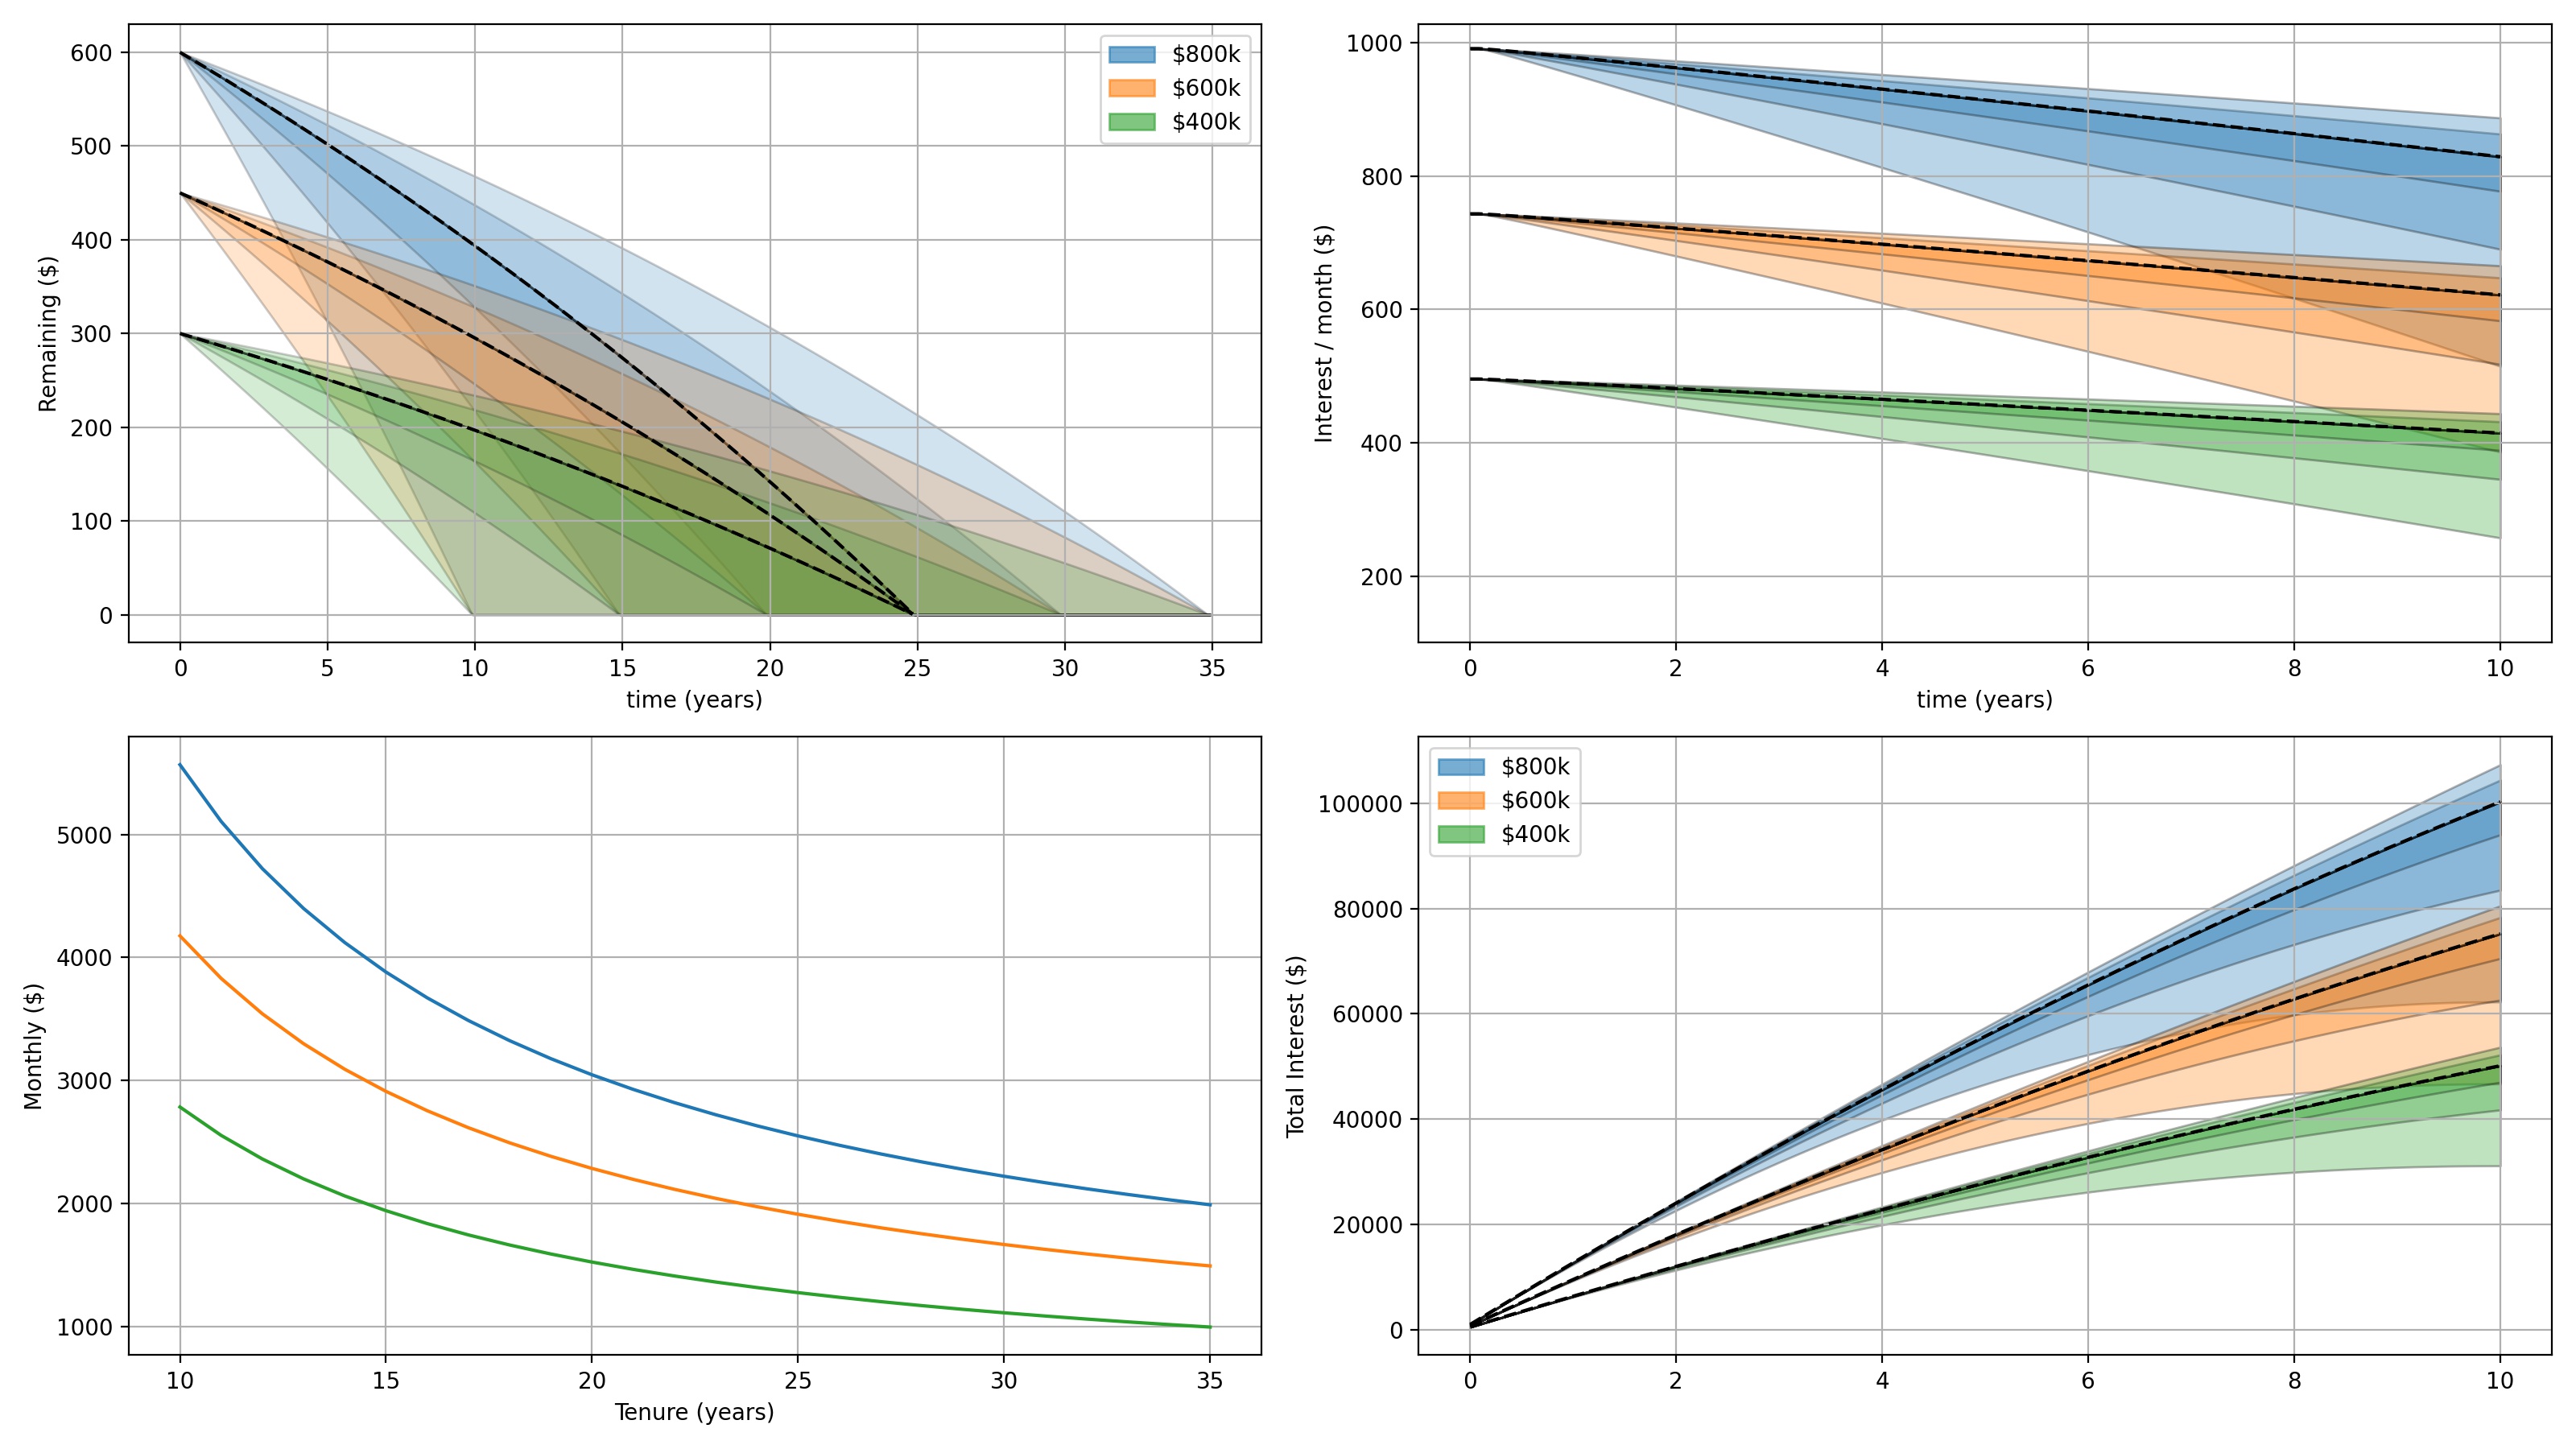 Remaining ($)
600
500
400
300
200
100
0
0 5 10 15 20 25 30 35
time (years)
$800k
$600k
$400k
Interest / month ($)
1000
800
600
400
200
0 2 4 6 8 10
time (years)
Monthly ($)
5000
4000
3000
2000
1000
10 15 20 25 30 35
Tenure (years)
Total Interest ($)
100000
80000
60000
40000
20000
0
0 2 4 6 8 10
$800k
$600k
$400k